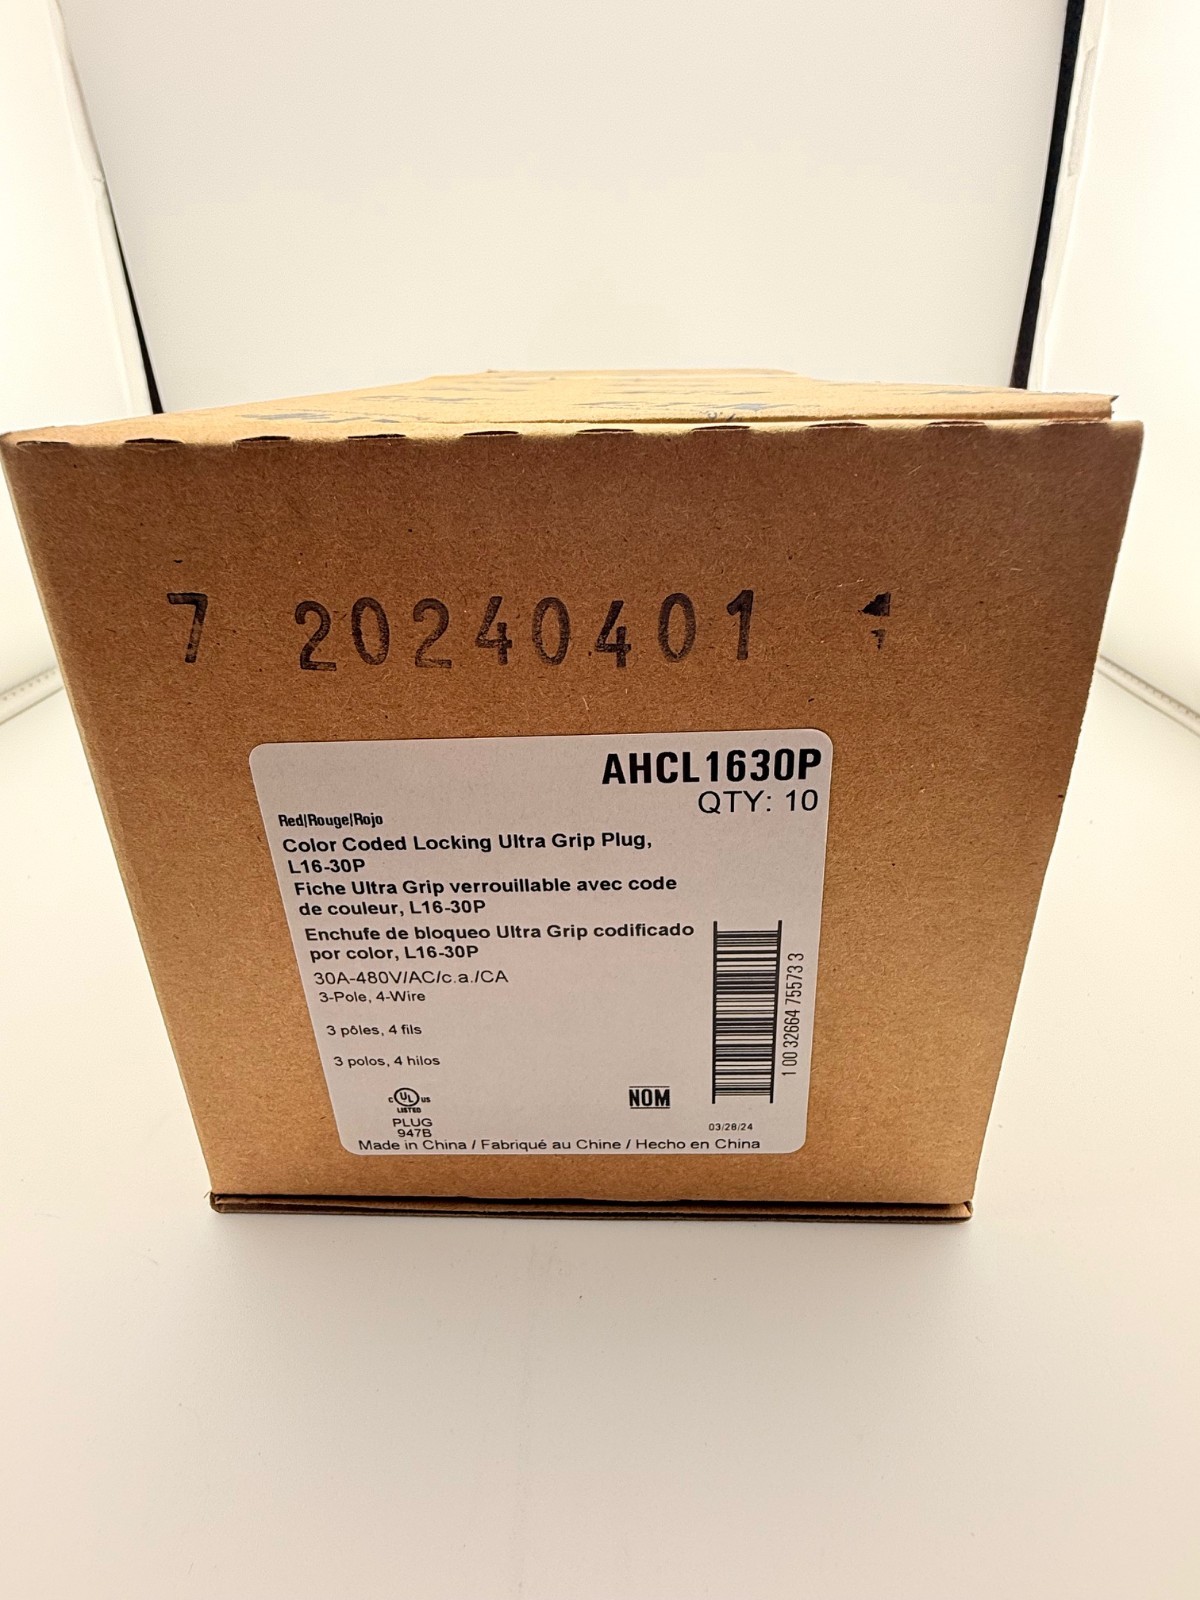 7 20240401
AHCL1630P
QTY: 10
Red/Rouge/Rojo
Color Coded Locking Ultra Grip Plug,
L16-30P
Fiche Ultra Grip verrouillable avec code
de couleur, L16-30P
Enchufe de bloqueo Ultra Grip codificado
por color, L16-30P
30A-480V/AC/c.a./CA
3-Pole, 4-Wire
3 pôles, 4 fils
3 polos, 4 hilos
1 00 32664 75573 3
C UL US
LISTED
PLUG
947B
NOM
03/28/24
Made in China / Fabriqué au Chine / Hecho en China